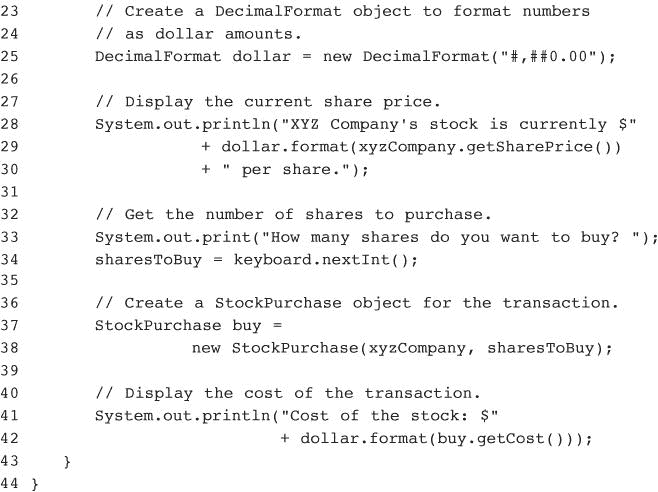 23 // Create a DecimalFormat object to format numbers
24 // as dollar amounts.
25 DecimalFormat dollar = new DecimalFormat("#,##0.00");
26
27 // Display the current share price.
28 System.out.println("XYZ Company's stock is currently $"
29 + dollar.format(xyzCompany.getSharePrice())
30 + " per share.");
31
32 // Get the number of shares to purchase.
33 System.out.print("How many shares do you want to buy? ");
34 sharesToBuy = keyboard.nextInt();
35
36 // Create a StockPurchase object for the transaction.
37 StockPurchase buy =
38 new StockPurchase(xyzCompany, sharesToBuy);
39
40 // Display the cost of the transaction.
41 System.out.println("Cost of the stock: $"
42 + dollar.format(buy.getCost()));
43 }
44 }